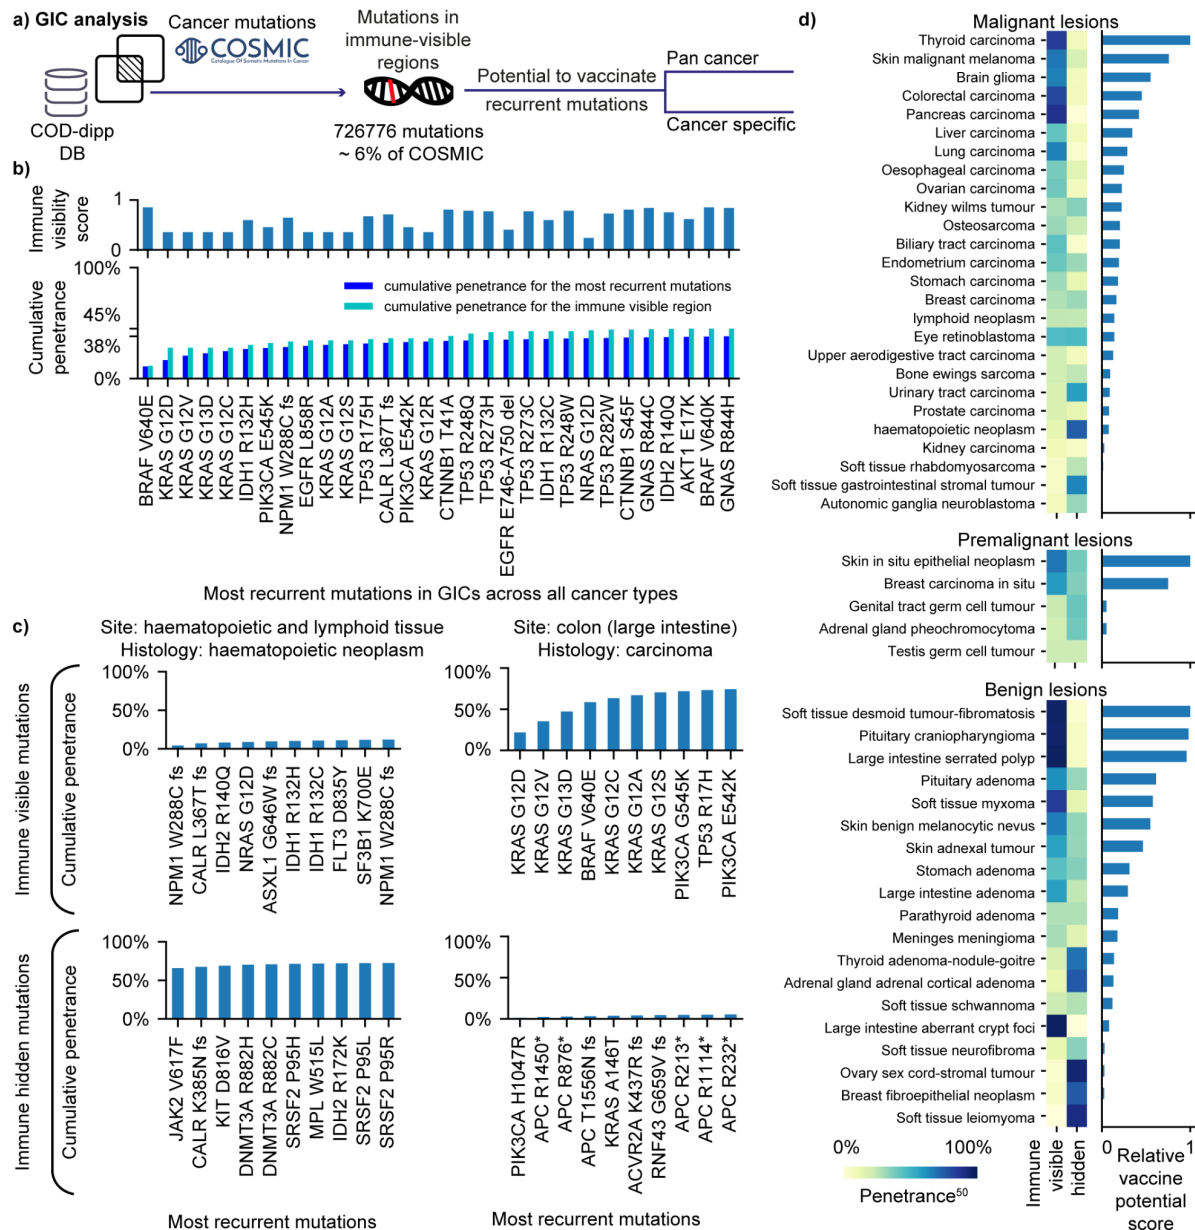 a) GIC analysis
Cancer mutations
COSMIC
Catalogue Of Somatic Mutations In Cancer
COD-dipp
DB
Mutations in
immune-visible
regions
726776 mutations
~ 6% of COSMIC
Potential to vaccinate
recurrent mutations
Pan cancer
Cancer specific
b)
Immune
visiblity
score
1
0
Cumulative
penetrance
100%
45%
38%
0%
cumulative penetrance for the most recurrent mutations
cumulative penetrance for the immune visible region
BRAF V640E
KRAS G12D
KRAS G12V
KRAS G13D
KRAS G12C
IDH1 R132H
PIK3CA E545K
NPM1 W288C fs
EGFR L858R
KRAS G12A
KRAS G12S
TP53 R175H
CALR L367T fs
PIK3CA E542K
KRAS G12R
CTNNB1 T41A
TP53 R248Q
TP53 R273H
EGFR E746-A750 del
TP53 R273C
IDH1 R132C
TP53 R248W
NRAS G12D
TP53 R282W
CTNNB1 S45F
GNAS R844C
IDH2 R140Q
AKT1 E17K
BRAF V640K
GNAS R844H
Most recurrent mutations in GICs across all cancer types
c)
Immune visible mutations
Cumulative penetrance
Site: haematopoietic and lymphoid tissue
Histology: haematopoietic neoplasm
100%
50%
0%
NPM1 W288C fs
CALR L367T fs
IDH2 R140Q
NRAS G12D
ASXL1 G646W fs
IDH1 R132H
IDH1 R132C
FLT3 D835Y
SF3B1 K700E
NPM1 W288C fs
Site: colon (large intestine)
Histology: carcinoma
100%
50%
0%
KRAS G12D
KRAS G12V
KRAS G13D
BRAF V640E
KRAS G12C
KRAS G12A
KRAS G12S
PIK3CA G545K
TP53 R17H
PIK3CA E542K
Immune hidden mutations
Cumulative penetrance
100%
50%
0%
JAK2 V617F
CALR K385N fs
KIT D816V
DNMT3A R882H
DNMT3A R882C
SRSF2 P95H
MPL W515L
IDH2 R172K
SRSF2 P95L
SRSF2 P95R
Most recurrent mutations
100%
50%
0%
PIK3CA H1047R
APC R1450*
APC R876*
APC T1556N fs
KRAS A146T
ACVR2A K437R fs
RNF43 G659V fs
APC R213*
APC R1114*
APC R232*
Most recurrent mutations
d)
Malignant lesions
Thyroid carcinoma
Skin malignant melanoma
Brain glioma
Colorectal carcinoma
Pancreas carcinoma
Liver carcinoma
Lung carcinoma
Oesophageal carcinoma
Ovarian carcinoma
Kidney wilms tumour
Osteosarcoma
Biliary tract carcinoma
Endometrium carcinoma
Stomach carcinoma
Breast carcinoma
lymphoid neoplasm
Eye retinoblastoma
Upper aerodigestive tract carcinoma
Bone ewings sarcoma
Urinary tract carcinoma
Prostate carcinoma
haematopoietic neoplasm
Kidney carcinoma
Soft tissue rhabdomyosarcoma
Soft tissue gastrointestinal stromal tumour
Autonomic ganglia neuroblastoma
0
1
Premalignant lesions
Skin in situ epithelial neoplasm
Breast carcinoma in situ
Genital tract germ cell tumour
Adrenal gland pheochromocytoma
Testis germ cell tumour
Benign lesions
Soft tissue desmoid tumour-fibromatosis
Pituitary craniopharyngioma
Large intestine serrated polyp
Pituitary adenoma
Soft tissue myxoma
Skin benign melanocytic nevus
Skin adnexal tumour
Stomach adenoma
Large intestine adenoma
Parathyroid adenoma
Meninges meningioma
Thyroid adenoma-nodule-goitre
Adrenal gland adrenal cortical adenoma
Soft tissue schwannoma
Large intestine aberrant crypt foci
Soft tissue neurofibroma
Ovary sex cord-stromal tumour
Breast fibroepithelial neoplasm
Soft tissue leiomyoma
0%
100%
Penetrance50
Immune
visible
hidden
0
1
Relative
vaccine
potential
score